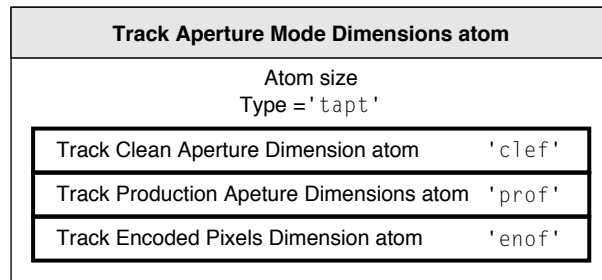 Track Aperture Mode Dimensions atom
Atom size
Type ='tapt'
Track Clean Aperture Dimension atom 'clef'
Track Production Apeture Dimensions atom 'prof'
Track Encoded Pixels Dimension atom 'enof'